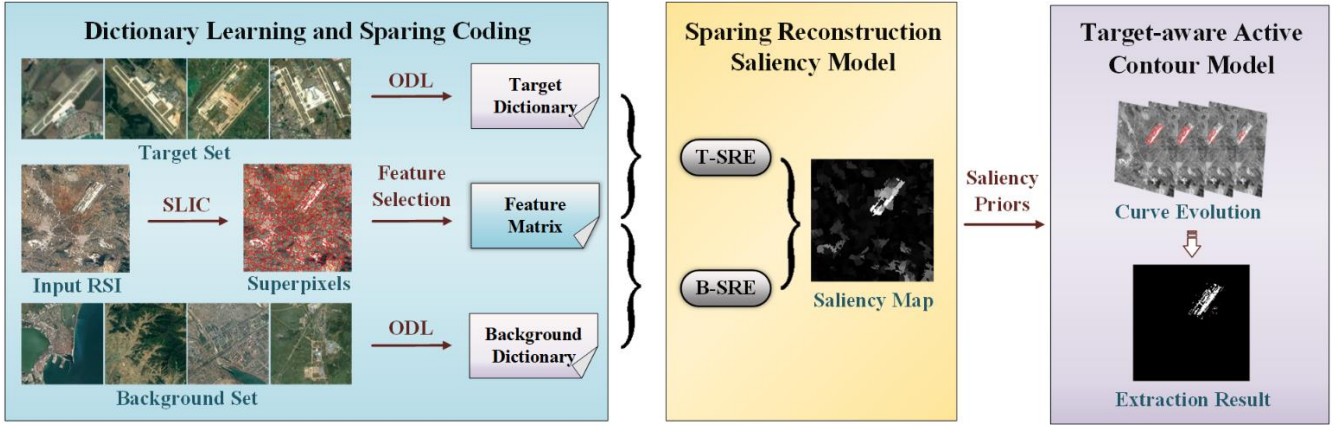 Dictionary Learning and Sparing Coding
ODL
Target
Dictionary
Target Set
SLIC
Feature
Selection
Feature
Matrix
Input RSI
Superpixels
ODL
Background
Dictionary
Background Set
Sparing Reconstruction
Saliency Model
T-SRE
B-SRE
Saliency Map
Saliency
Priors
Target-aware Active
Contour Model
Curve Evolution
Extraction Result